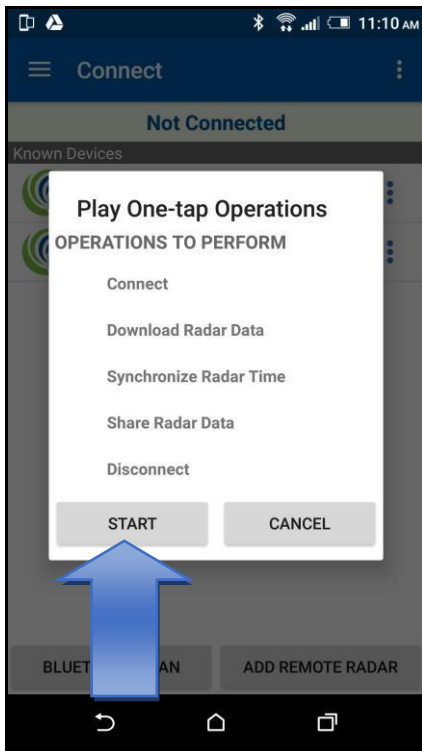 11:10 AM
Connect
Not Connected
Known Devices
Play One-tap Operations
OPERATIONS TO PERFORM
Connect
Download Radar Data
Synchronize Radar Time
Share Radar Data
Disconnect
START CANCEL
ADD REMOTE RADAR